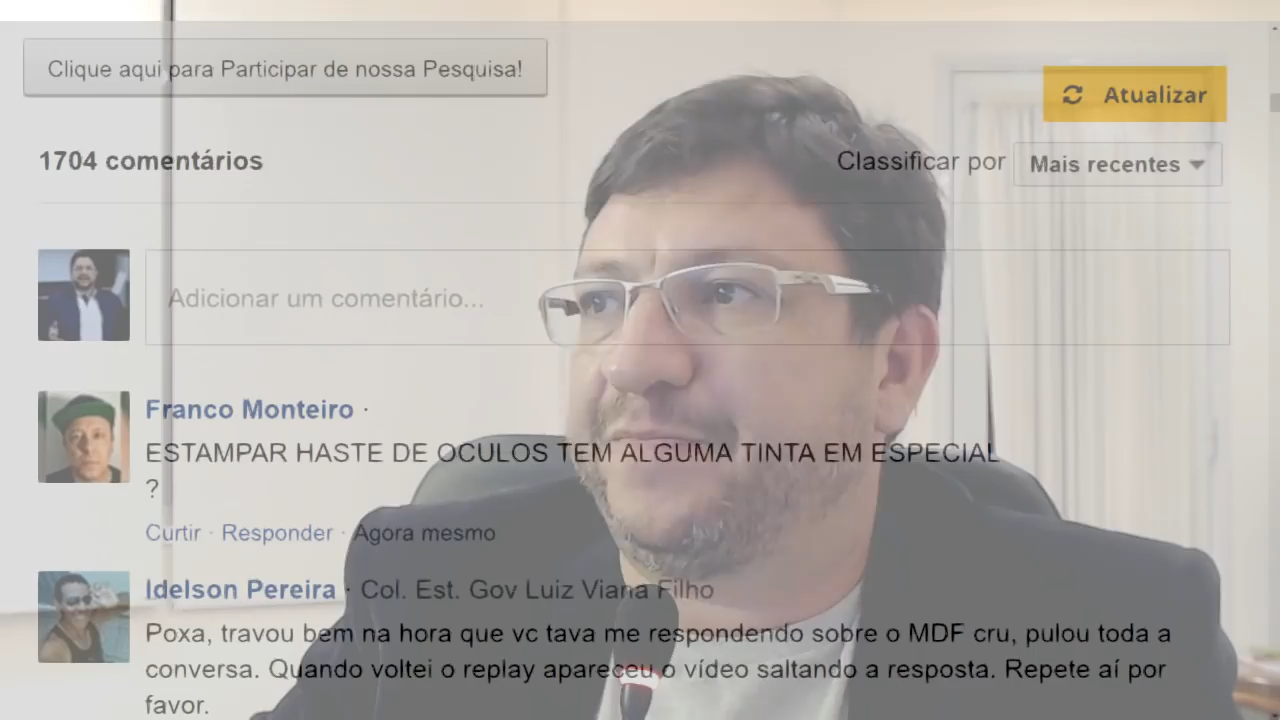 Clique aqui para Participar de nossa Pesquisa!
Atualizar
1704 comentários
Classificar por Mais recentes
Adicionar um comentário...
Franco Monteiro ·
ESTAMPAR HASTE DE OCULOS TEM ALGUMA TINTA EM ESPECIAL
?
Curtir · Responder · Agora mesmo
Idelson Pereira · Col. Est. Gov Luiz Viana Filho
Poxa, travou bem na hora que vc tava me respondendo sobre o MDF cru, pulou toda a
conversa. Quando voltei o replay apareceu o vídeo saltando a resposta. Repete aí por
favor.